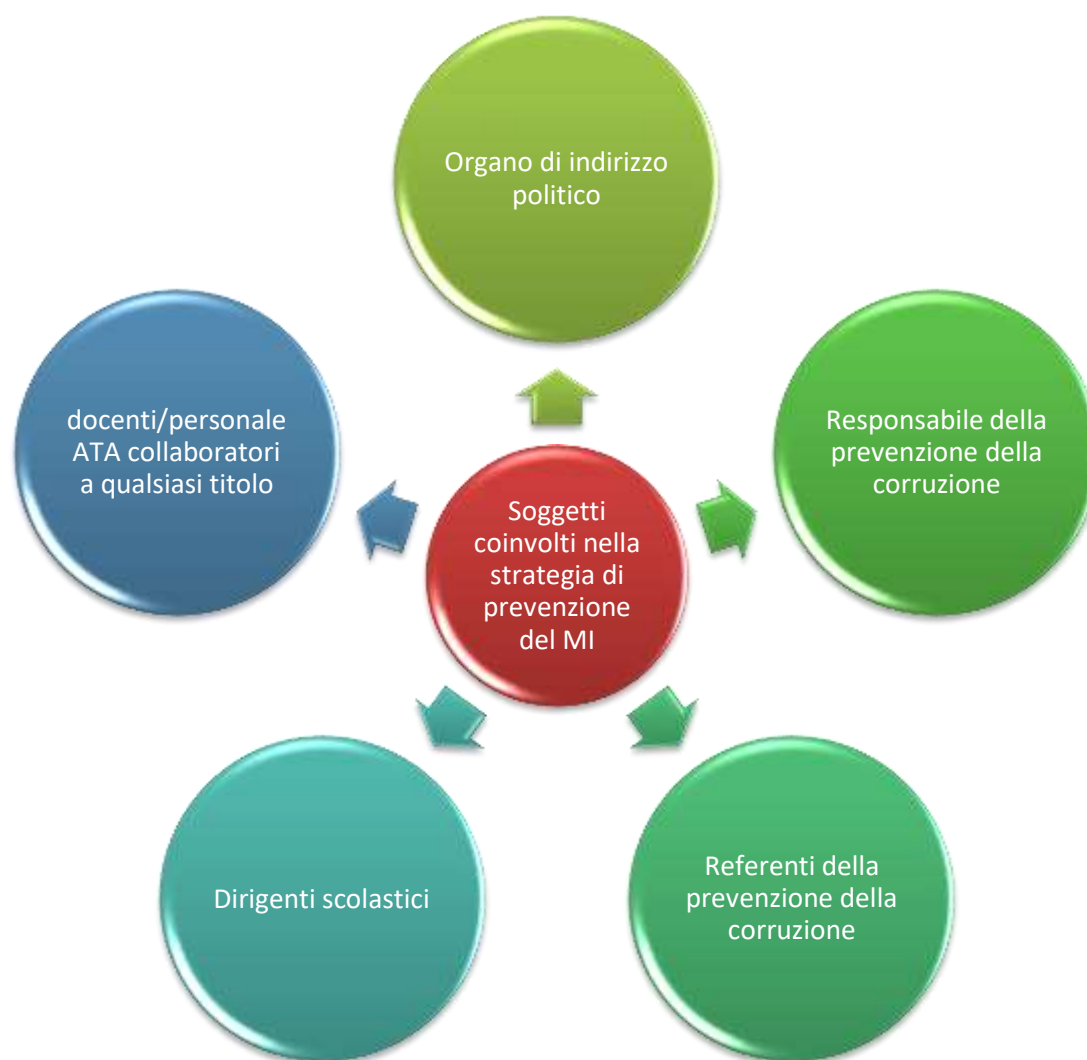 Organo di indirizzo
politico
Responsabile della
prevenzione della
corruzione
Referenti della
prevenzione della
corruzione
Dirigenti scolastici
docenti/personale
ATA collaboratori
a qualsiasi titolo
Soggetti
coinvolti nella
strategia di
prevenzione
del MI